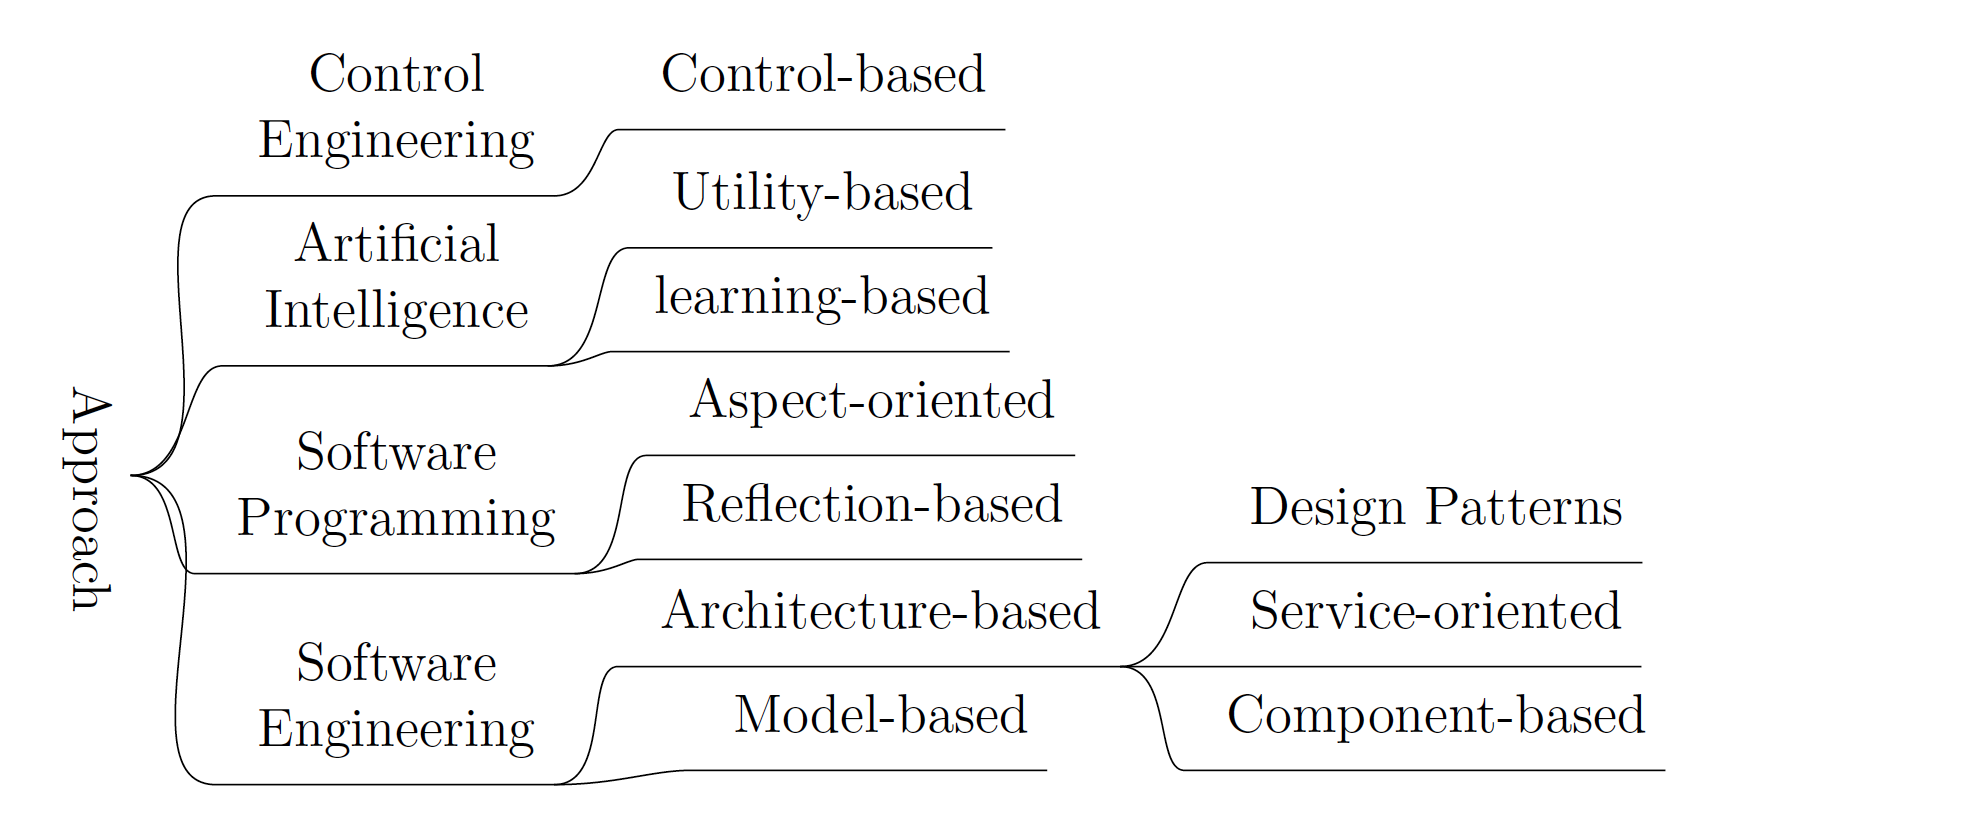 Approach
Control
Engineering
Control-based
Artificial
Intelligence
Utility-based
learning-based
Software
Programming
Aspect-oriented
Reflection-based
Software
Engineering
Architecture-based
Design Patterns
Service-oriented
Component-based
Model-based